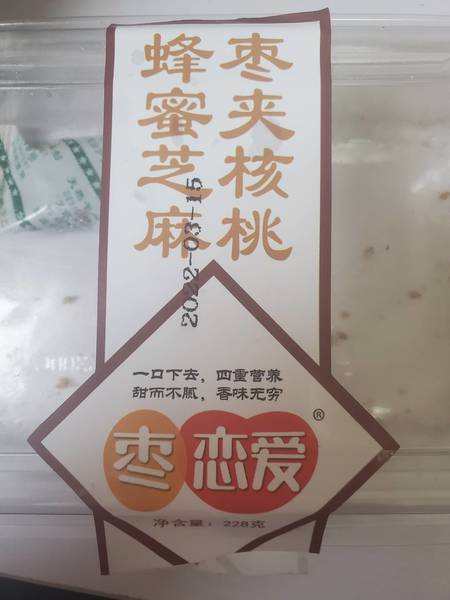 枣夹核桃
蜂蜜芝麻
2022-03-15
一口下去，四重营养
甜而不腻，香味无穷
枣恋爱®
净含量：228克